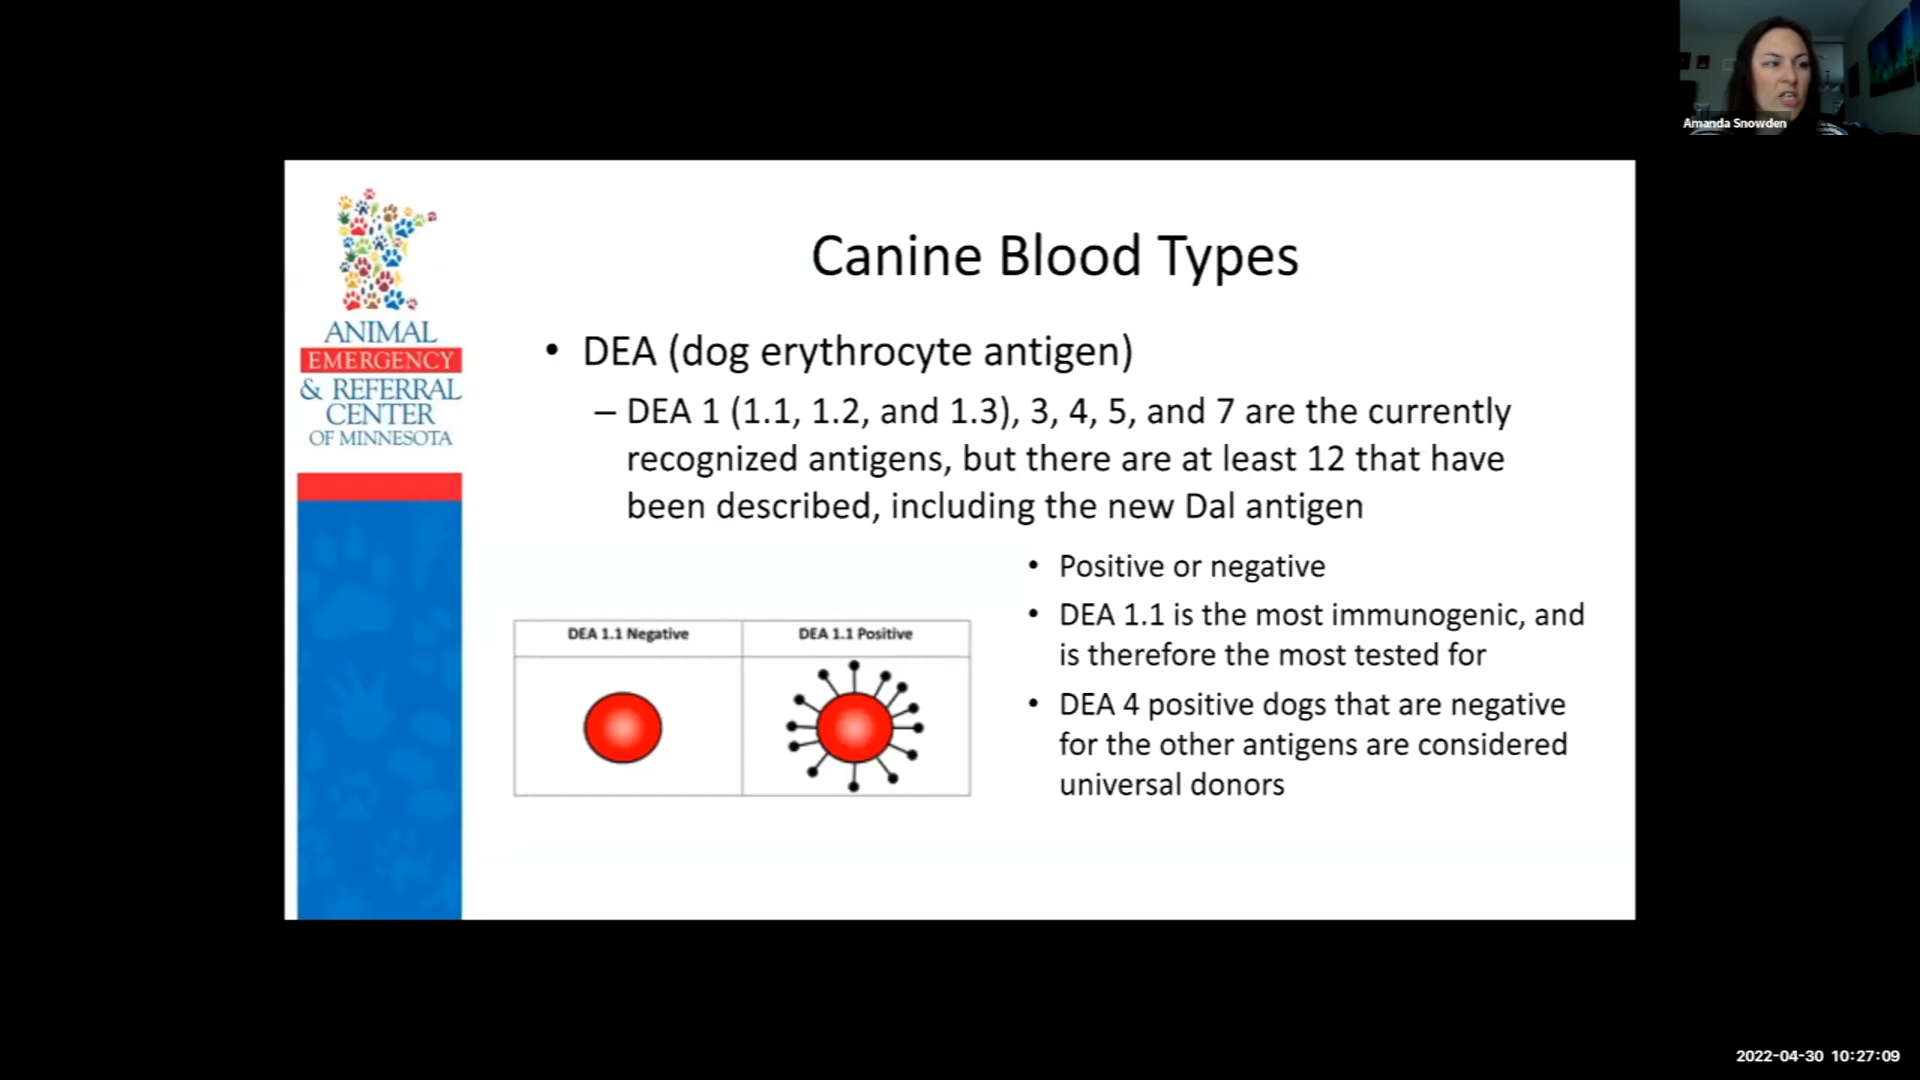 Amanda Snowden
ANIMAL
EMERGENCY
& REFERRAL
CENTER
OF MINNESOTA
Canine Blood Types
• DEA (dog erythrocyte antigen)
– DEA 1 (1.1, 1.2, and 1.3), 3, 4, 5, and 7 are the currently
recognized antigens, but there are at least 12 that have
been described, including the new Dal antigen
DEA 1.1 Negative
DEA 1.1 Positive
• Positive or negative
• DEA 1.1 is the most immunogenic, and
is therefore the most tested for
• DEA 4 positive dogs that are negative
for the other antigens are considered
universal donors
2022-04-30 10:27:09